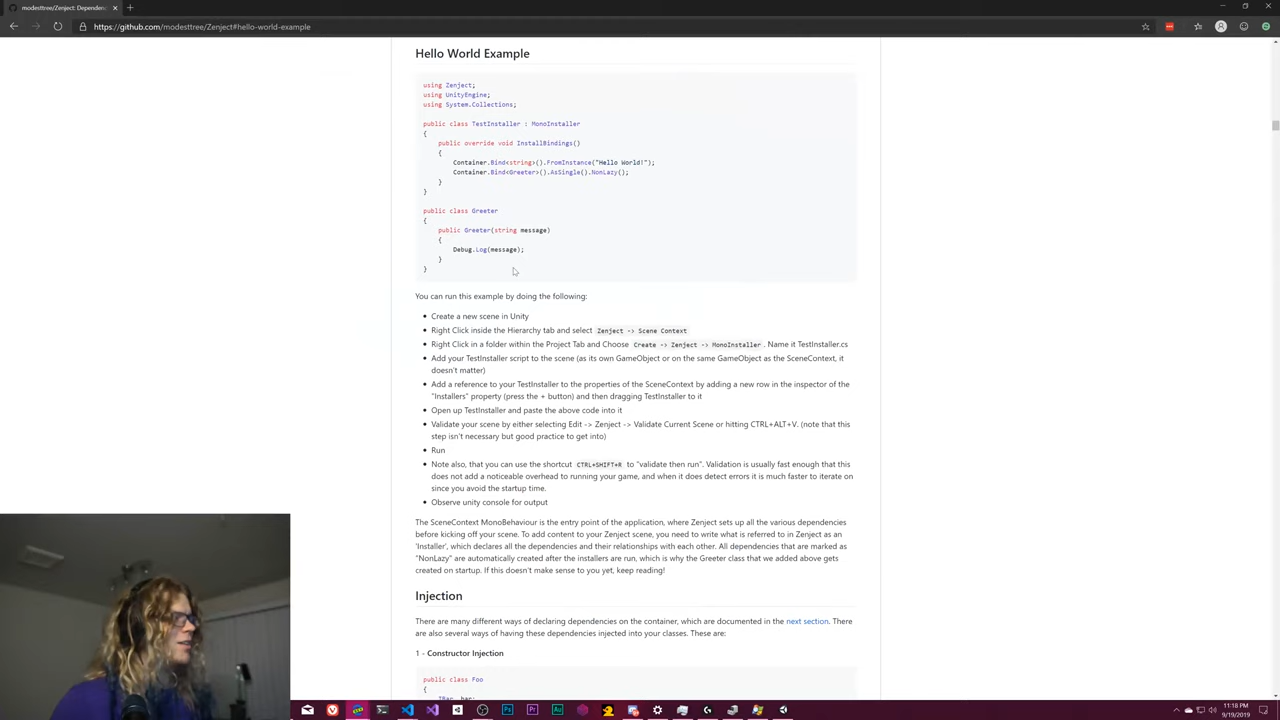 modesttree/Zenject: Depende
https://github.com/modesttree/Zenject#hello-world-example
Hello World Example
using Zenject;
using UnityEngine;
using System.Collections;
public class TestInstaller : MonoInstaller
{
public override void InstallBindings()
{
Container.Bind<string>().FromInstance("Hello World!");
Container.Bind<Greeter>().AsSingle().NonLazy();
}
}
public class Greeter
{
public Greeter(string message)
{
Debug.Log(message);
}
}
You can run this example by doing the following:
• Create a new scene in Unity
• Right Click inside the Hierarchy tab and select Zenject -> Scene Context
• Right Click in a folder within the Project Tab and Choose Create -> Zenject -> MonoInstaller. Name it TestInstaller.cs
• Add your TestInstaller script to the scene (as its own GameObject or on the same GameObject as the SceneContext, it
doesn't matter)
• Add a reference to your TestInstaller to the properties of the SceneContext by adding a new row in the inspector of the
"Installers" property (press the + button) and then dragging TestInstaller to it
• Open up TestInstaller and paste the above code into it
• Validate your scene by either selecting Edit -> Zenject -> Validate Current Scene or hitting CTRL+ALT+V. (note that this
step isn't necessary but good practice to get into)
• Run
• Note also, that you can use the shortcut CTRL+SHIFT+R to "validate then run". Validation is usually fast enough that this
does not add a noticeable overhead to running your game, and when it does detect errors it is much faster to iterate on
since you avoid the startup time.
• Observe unity console for output
The SceneContext MonoBehaviour is the entry point of the application, where Zenject sets up all the various dependencies
before kicking off your scene. To add content to your Zenject scene, you need to write what is referred to in Zenject as an
'Installer', which declares all the dependencies and their relationships with each other. All dependencies that are marked as
"NonLazy" are automatically created after the installers are run, which is why the Greeter class that we added above gets
created on startup. If this doesn't make sense to you yet, keep reading!
Injection
There are many different ways of declaring dependencies on the container, which are documented in the next section. There
are also several ways of having these dependencies injected into your classes. These are:
1 - Constructor Injection
public class Foo
{
IBar _bar;
11:18 PM
9/19/2019